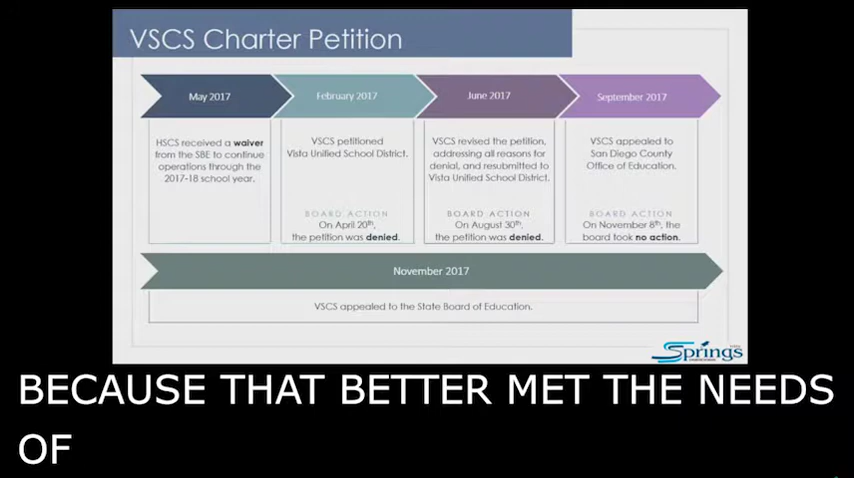 VSCS Charter Petition
May 2017
February 2017
June 2017
September 2017
HSCS received a waiver
from the SBE to continue
operations through the
2017-18 school year.
VSCS petitioned
Vista Unified School District.
BOARD ACTION
On April 20th,
the petition was denied.
VSCS revised the petition,
addressing all reasons for
denial, and resubmitted to
Vista Unified School District.
BOARD ACTION
On August 30th,
the petition was denied.
VSCS appealed to
San Diego County
Office of Education.
BOARD ACTION
On November 8th, the
board took no action.
November 2017
VSCS appealed to the State Board of Education.
Springs
BECAUSE THAT BETTER MET THE NEEDS
OF